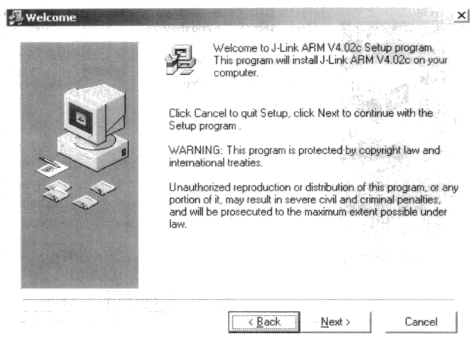 Welcome
Welcome to J-Link ARM V4.02c Setup program.
This program will install J-Link ARM V4.02c on your
computer.
Click Cancel to quit Setup, click Next to continue with the
Setup program .
WARNING: This program is protected by copyright law and
international treaties.
Unauthorized reproduction or distribution of this program, or any
portion of it, may result in severe civil and criminal penalties,
and will be prosecuted to the maximum extent possible under
law.
< Back Next > Cancel